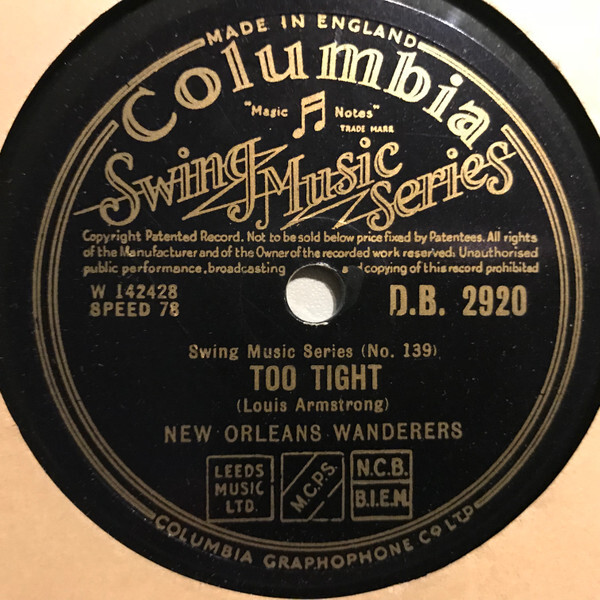 MADE IN ENGLAND
Columbia
"Magic Notes"
TRADE MARK
Swing Music Series
Copyright Patented Record. Not to be sold below price fixed by Patentees. All rights
of the Manufacturer and of the Owner of the recorded work reserved. Unauthorised
public performance, broadcasting copying of this record prohibited
W 142428
SPEED 78
D.B. 2920
Swing Music Series (No. 139)
TOO TIGHT
(Louis Armstrong)
NEW ORLEANS WANDERERS
LEEDS
MUSIC
LTD.
M.C.P.S.
N.C.B.
B.I.E.M.
COLUMBIA GRAPHOPHONE CO LTD